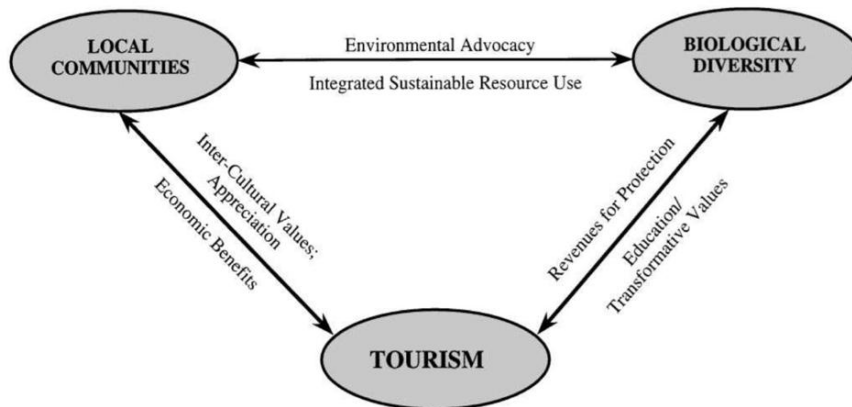 LOCAL
COMMUNITIES
Environmental Advocacy
Integrated Sustainable Resource Use
BIOLOGICAL
DIVERSITY
Inter-Cultural Values;
Appreciation
Economic Benefits
Revenues for Protection
Education/
Transformative Values
TOURISM